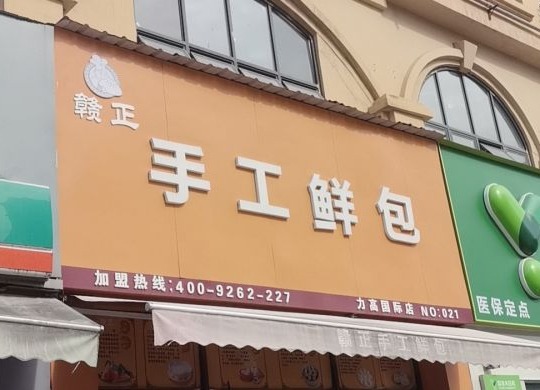 赣正
手工鲜包
加盟热线:400-9262-227
力高国际店 NO:021
赣正手工鲜包
医保定点